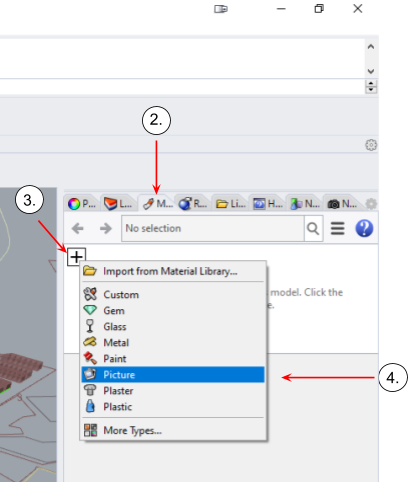 2.
3.
P... L... M... R... Li... H... N... N...
No selection
Import from Material Library...
Custom
model. Click the
Gem
e.
Glass
Metal
Paint
Picture
4.
Plaster
Plastic
More Types...